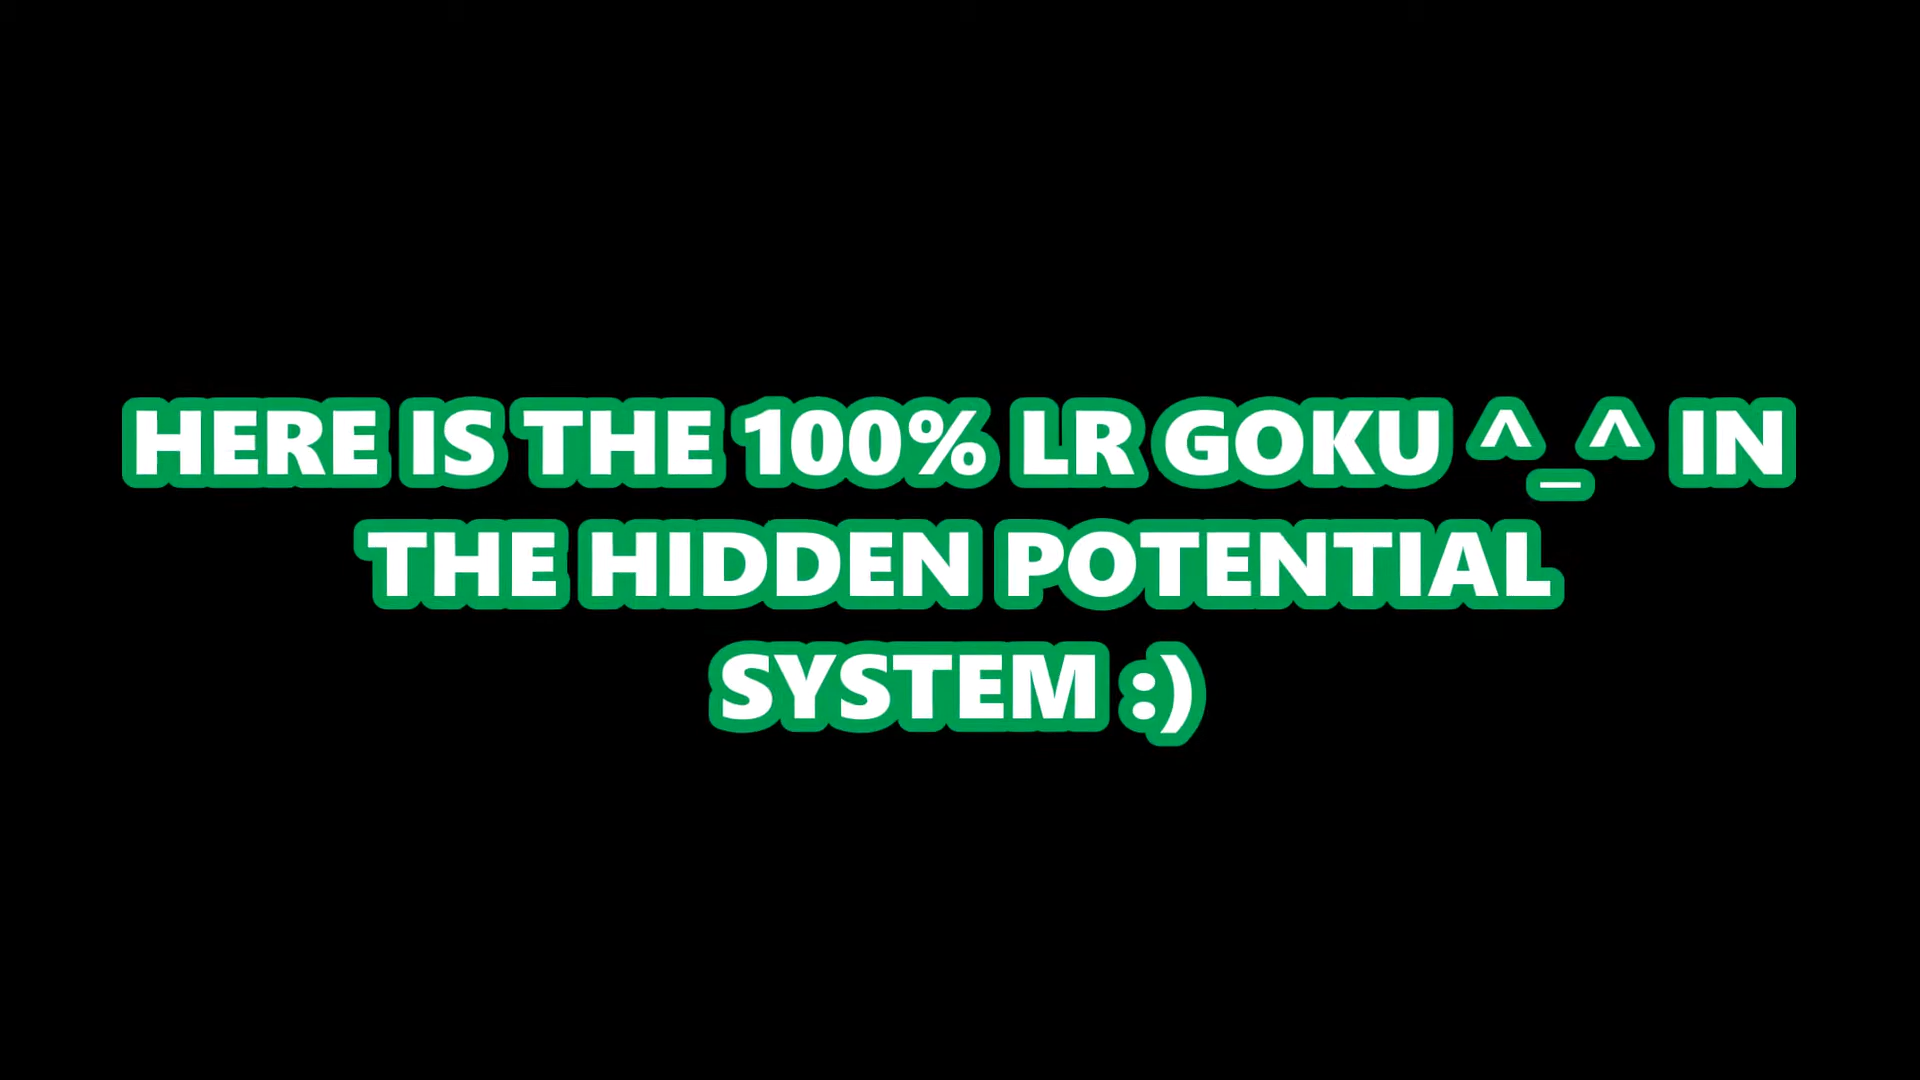 HERE IS THE 100% LR GOKU ^_^ IN
THE HIDDEN POTENTIAL
SYSTEM :)